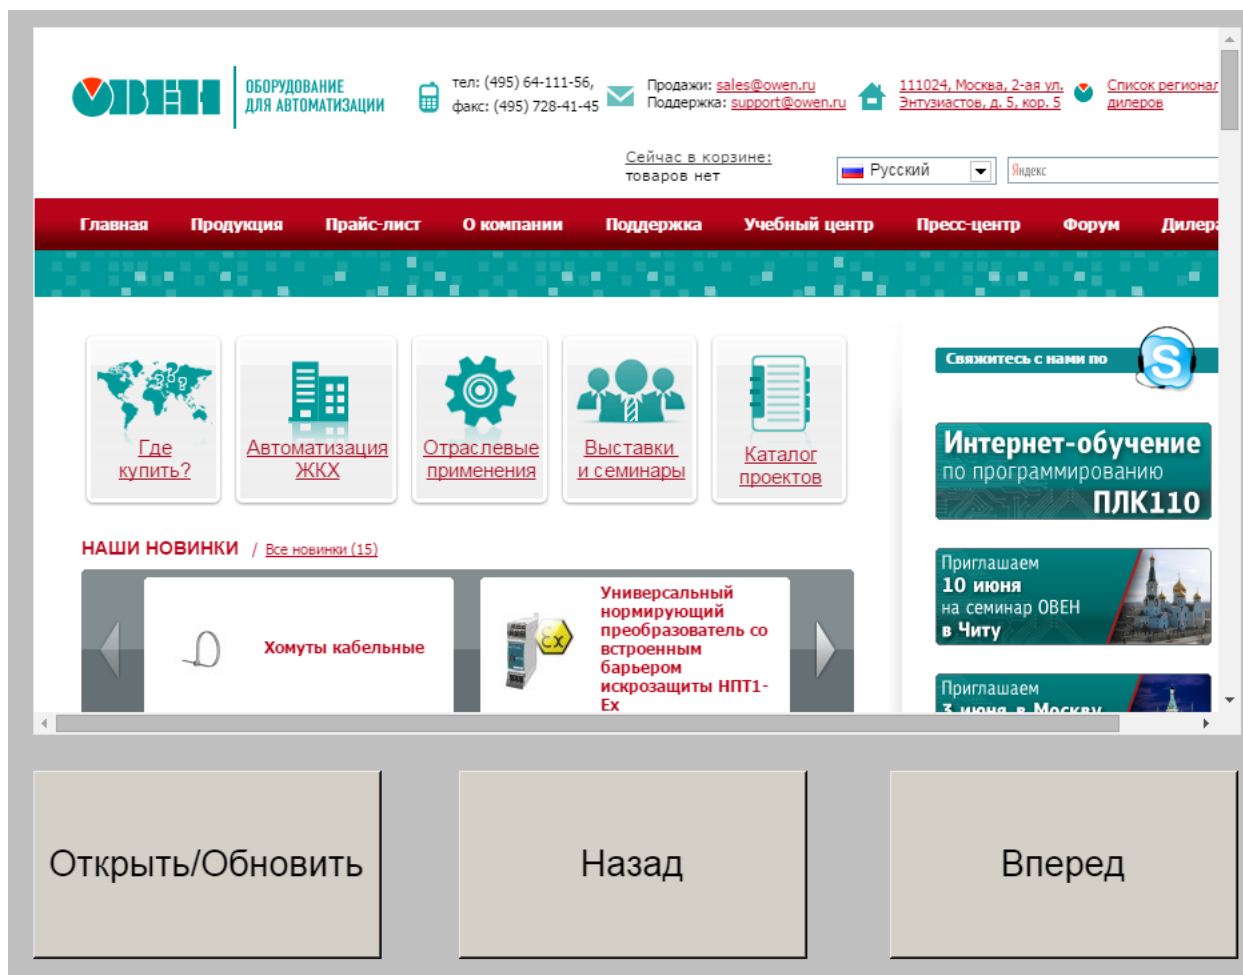 ОВЕН
ОБОРУДОВАНИЕ
ДЛЯ АВТОМАТИЗАЦИИ
тел: (495) 64-111-56,
факс: (495) 728-41-45
Продажи: sales@owen.ru
Поддержка: support@owen.ru
111024, Москва, 2-ая ул.
Энтузиастов, д. 5, кор. 5
Список регионал
дилеров
Сейчас в корзине:
товаров нет
Русский
Яндекс
Главная Продукция Прайс-лист О компании Поддержка Учебный центр Пресс-центр Форум Дилера
Где
купить?
Автоматизация
ЖКХ
Отраслевые
применения
Выставки
и семинары
Каталог
проектов
Свяжитесь с нами по
S
Интернет-обучение
по программированию
ПЛК110
НАШИ НОВИНКИ / Все новинки (15)
Хомуты кабельные
Ex
Универсальный
нормирующий
преобразователь со
встроенным
барьером
искрозащиты НПТ1-
Ex
Приглашаем
10 июня
на семинар ОВЕН
в Читу
Приглашаем
3 июня в Москву
Открыть/Обновить
Назад
Вперед